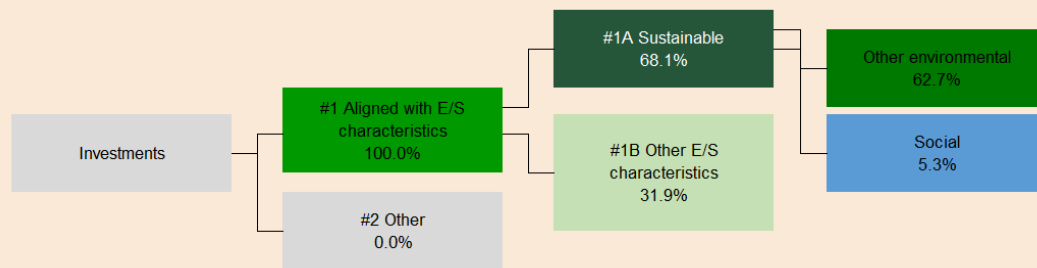 Investments
#1 Aligned with E/S
characteristics
100.0%
#2 Other
0.0%
#1A Sustainable
68.1%
#1B Other E/S
characteristics
31.9%
Other environmental
62.7%
Social
5.3%